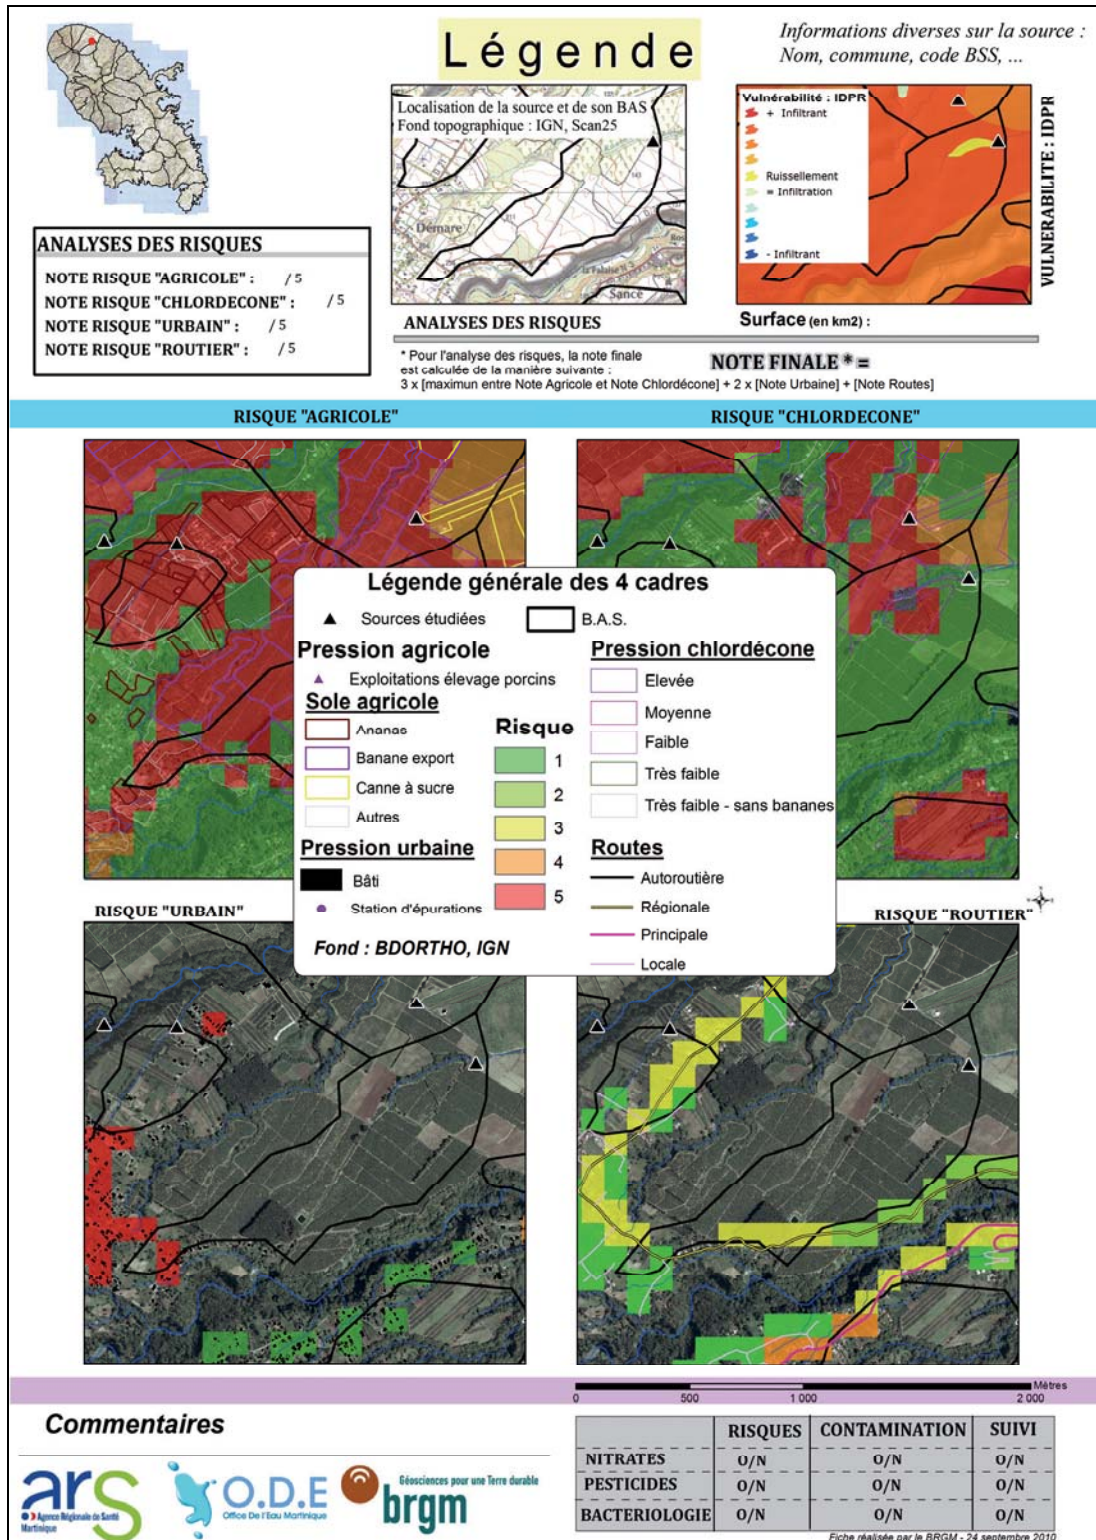 Légende
Informations diverses sur la source :
Nom, commune, code BSS, ...
Localisation de la source et de son BAS
Fond topographique : IGN, Scan25
Démare
la Palaise
Sancé
Vulnérabilité : IDPR
+ Infiltrant
Ruissellement
= Infiltration
- Infiltrant
VULNERABILITE : IDPR
ANALYSES DES RISQUES
NOTE RISQUE "AGRICOLE" : / 5
NOTE RISQUE "CHLORDECONE" : / 5
NOTE RISQUE "URBAIN" : / 5
NOTE RISQUE "ROUTIER" : / 5
ANALYSES DES RISQUES
Surface (en km2) :
* Pour l'analyse des risques, la note finale
est calculée de la manière suivante :
3 x [maximun entre Note Agricole et Note Chlordécone] + 2 x [Note Urbaine] + [Note Routes]
NOTE FINALE * =
RISQUE "AGRICOLE"
RISQUE "CHLORDECONE"
Légende générale des 4 cadres
Sources étudiées
B.A.S.
Pression agricole
Exploitations élevage porcins
Sole agricole
Ananas
Banane export
Canne à sucre
Autres
Pression urbaine
Bâti
Station d'épurations
Risque
1
2
3
4
5
Pression chlordécone
Elevée
Moyenne
Faible
Très faible
Très faible - sans bananes
Routes
Autoroutière
Régionale
Principale
Locale
Fond : BDORTHO, IGN
RISQUE "URBAIN"
RISQUE "ROUTIER"
Mètres
0 500 1 000 2 000
Commentaires
ars
Agence Régionale de Santé
Martinique
O.D.E
Office De l'Eau Martinique
Géosciences pour une Terre durable
brgm
RISQUES CONTAMINATION SUIVI
NITRATES O/N O/N O/N
PESTICIDES O/N O/N O/N
BACTERIOLOGIE O/N O/N O/N
Fiche réalisée par le BRGM - 24 septembre 2010